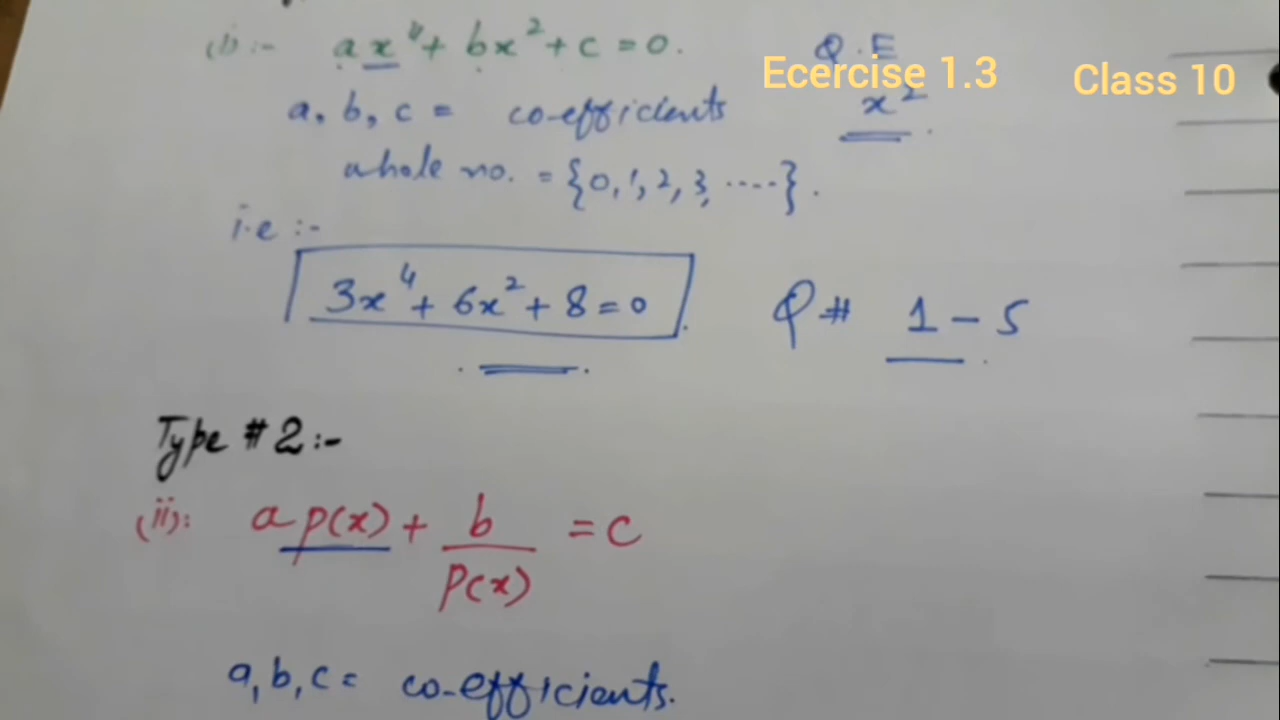 (i) :- ax⁴ + bx² + c = 0. Q.E
Ecercise 1.3 Class 10
a, b, c = co-efficients x²
whole no. = {0, 1, 2, 3, ....}.
i.e :-
3x⁴ + 6x² + 8 = 0 Q# 1 - 5
Type # 2 :-
(ii): a p(x) + b/p(x) = c
a, b, c = co-efficients.